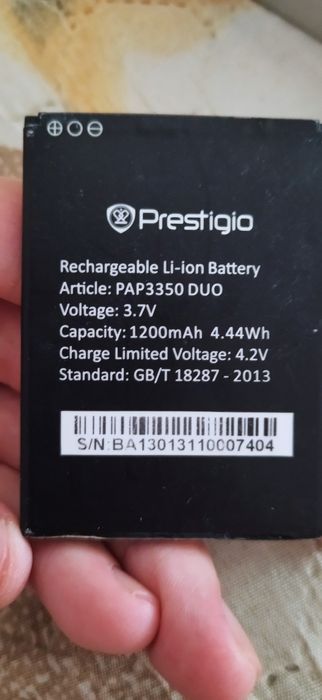 Prestigio
Rechargeable Li-ion Battery
Article: PAP3350 DUO
Voltage: 3.7V
Capacity: 1200mAh 4.44Wh
Charge Limited Voltage: 4.2V
Standard: GB/T 18287 - 2013
S/N:BA13013110007404